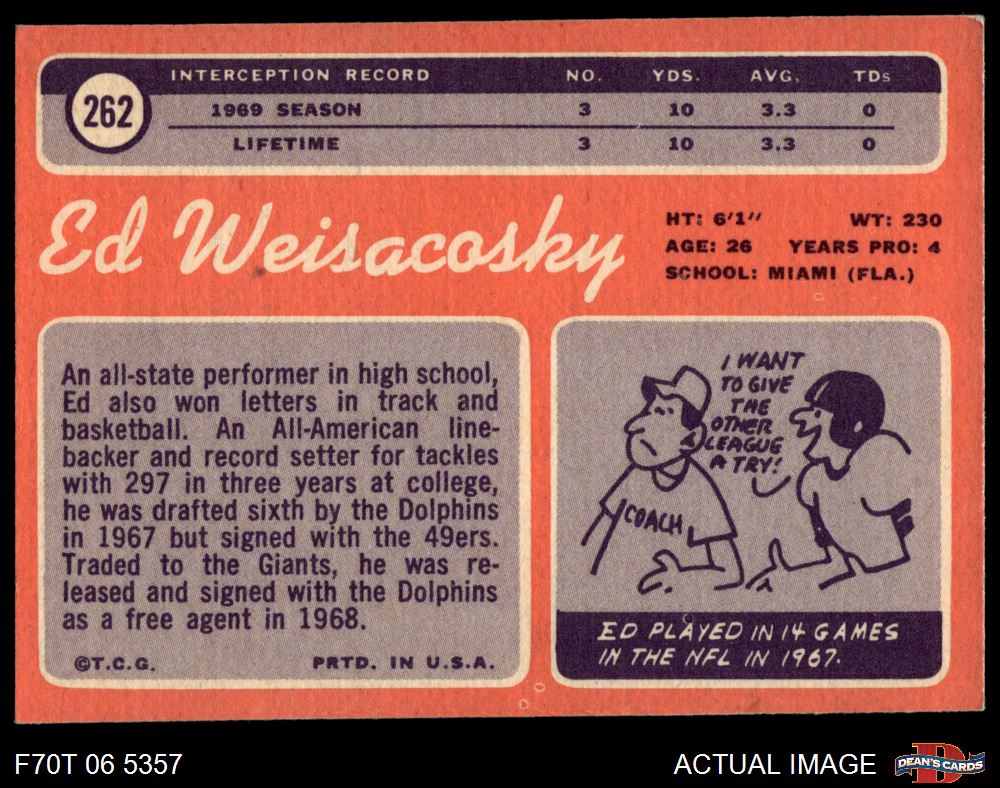 262
INTERCEPTION RECORD NO. YDS. AVG. TDs
1969 SEASON 3 10 3.3 0
LIFETIME 3 10 3.3 0
Ed Weisacosky
HT: 6'1" WT: 230
AGE: 26 YEARS PRO: 4
SCHOOL: MIAMI (FLA.)
An all-state performer in high school,
Ed also won letters in track and
basketball. An All-American line-
backer and record setter for tackles
with 297 in three years at college,
he was drafted sixth by the Dolphins
in 1967 but signed with the 49ers.
Traded to the Giants, he was re-
leased and signed with the Dolphins
as a free agent in 1968.
©T.C.G. PRTD. IN U.S.A.
I WANT
TO GIVE
THE
OTHER
LEAGUE
A TRY!
COACH
ED PLAYED IN 14 GAMES
IN THE NFL IN 1967.
F70T 06 5357 ACTUAL IMAGE
D
DEAN'S CARDS